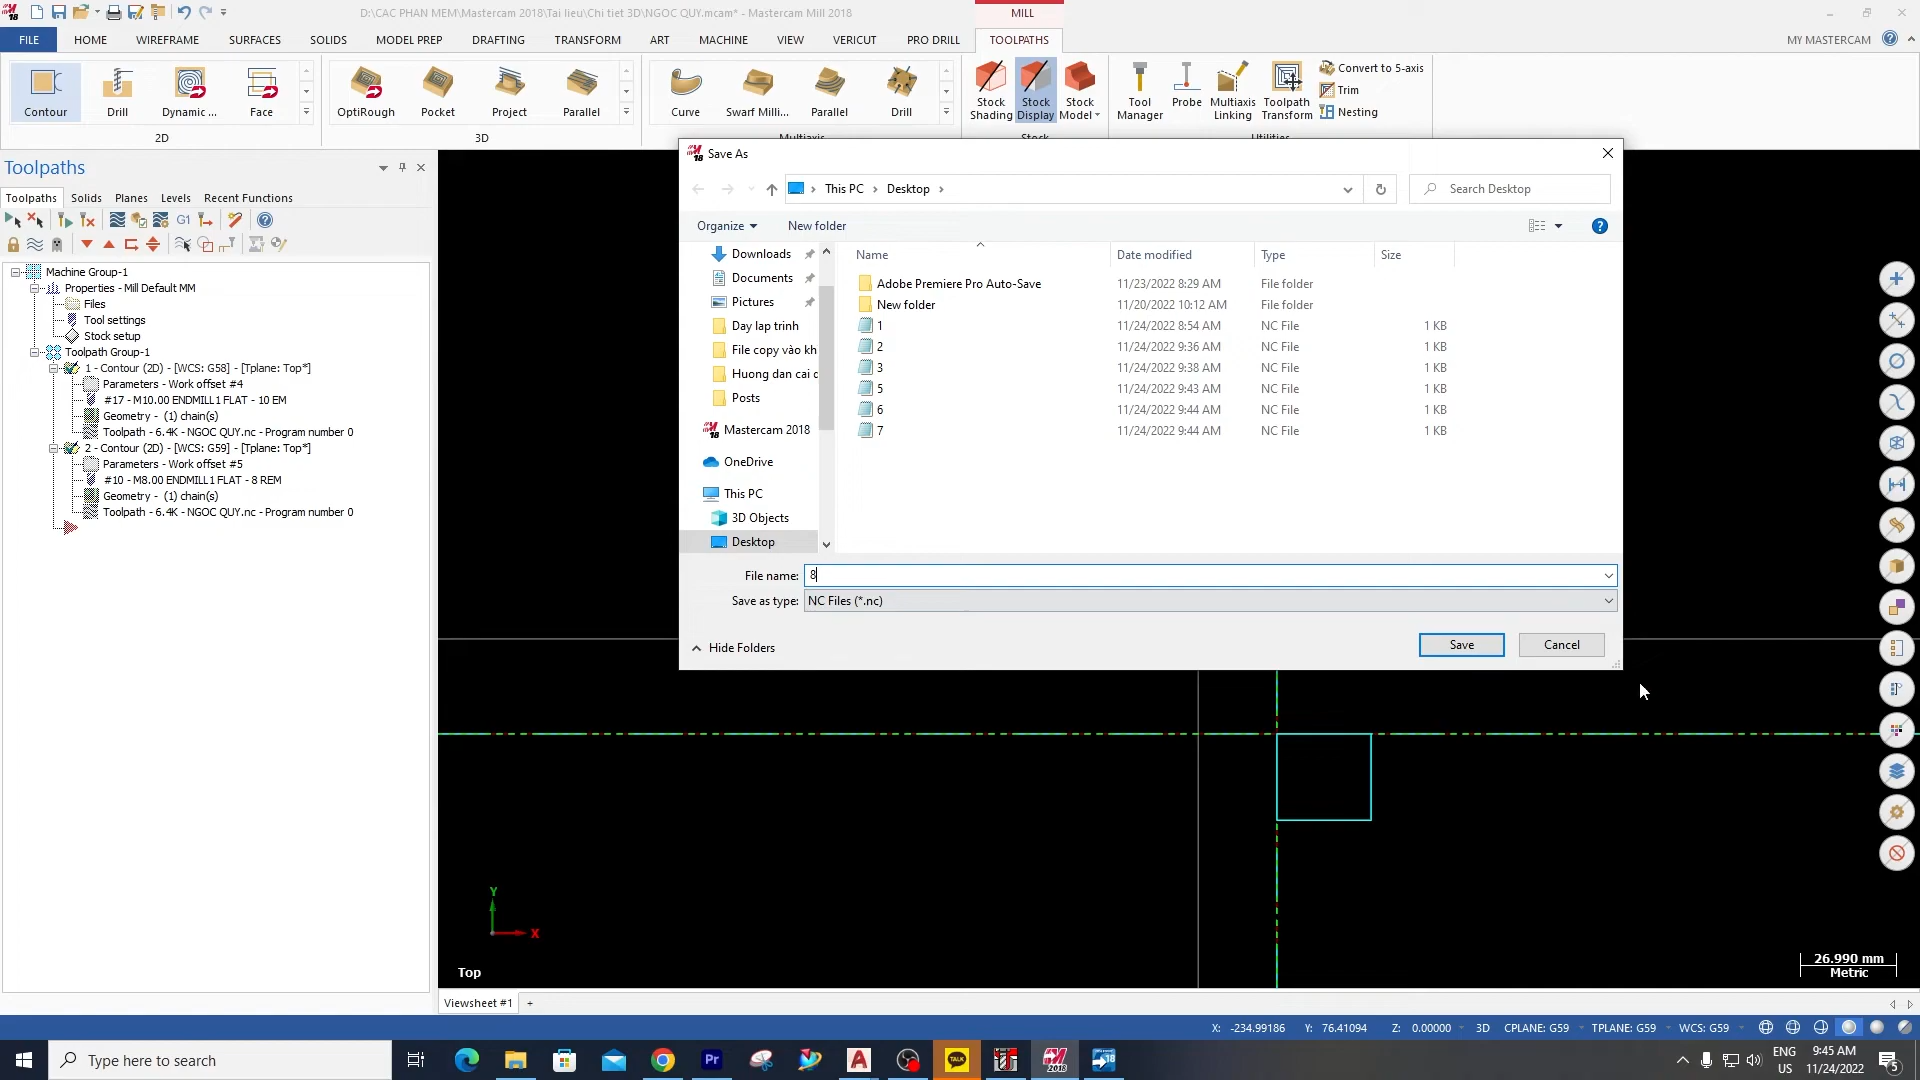 D:\CAC PHAN MEM\Mastercam 2018\Tai lieu\Chi tiet 3D\NGOC QUY.mcam* - Mastercam Mill 2018
MILL
FILE HOME WIREFRAME SURFACES SOLIDS MODEL PREP DRAFTING TRANSFORM ART MACHINE VIEW VERICUT PRO DRILL TOOLPATHS MY MASTERCAM
Contour Drill Dynamic ... Face
2D
OptiRough Pocket Project Parallel
3D
Curve Swarf Milli... Parallel Drill
Multiaxis
Stock Shading
Stock Display
Stock Model
Stock
Tool Manager
Probe
Multiaxis Linking
Toolpath Transform
Convert to 5-axis
Trim
Nesting
Utilities
Toolpaths
Toolpaths Solids Planes Levels Recent Functions
G1
Machine Group-1
Properties - Mill Default MM
Files
Tool settings
Stock setup
Toolpath Group-1
1 - Contour (2D) - [WCS: G58] - [Tplane: Top*]
Parameters - Work offset #4
#17 - M10.00 ENDMILL1 FLAT - 10 EM
Geometry - (1) chain(s)
Toolpath - 6.4K - NGOC QUY.nc - Program number 0
2 - Contour (2D) - [WCS: G59] - [Tplane: Top*]
Parameters - Work offset #5
#10 - M8.00 ENDMILL1 FLAT - 8 REM
Geometry - (1) chain(s)
Toolpath - 6.4K - NGOC QUY.nc - Program number 0
Save As
This PC Desktop
Search Desktop
Organize New folder
Downloads
Documents
Pictures
Day lap trinh
File copy vào kh
Huong dan cai d
Posts
Mastercam 2018
OneDrive
This PC
3D Objects
Desktop
Name Date modified Type Size
Adobe Premiere Pro Auto-Save 11/23/2022 8:29 AM File folder
New folder 11/20/2022 10:12 AM File folder
1 11/24/2022 8:54 AM NC File 1 KB
2 11/24/2022 9:36 AM NC File 1 KB
3 11/24/2022 9:38 AM NC File 1 KB
5 11/24/2022 9:43 AM NC File 1 KB
6 11/24/2022 9:44 AM NC File 1 KB
7 11/24/2022 9:44 AM NC File 1 KB
File name: 8
Save as type: NC Files (*.nc)
Hide Folders
Save Cancel
Y
X
Top
26.990 mm
Metric
Viewsheet #1 +
X: -234.99186 Y: 76.41094 Z: 0.00000 3D CPLANE: G59 TPLANE: G59 WCS: G59
Type here to search
Pr
TALK
2018
18
ENG
US
9:45 AM
11/24/2022
5